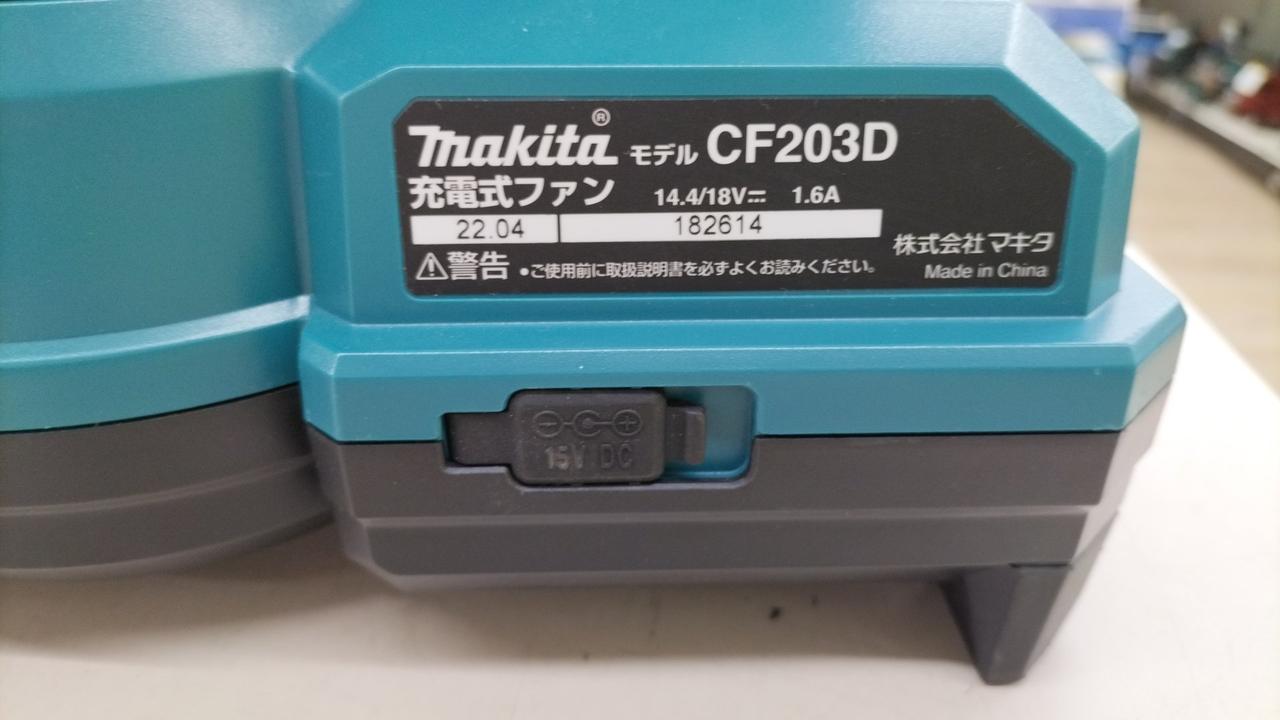 makita® モデル CF203D
充電式ファン 14.4/18V⎓ 1.6A
22.04 182614
株式会社マキタ
⚠警告 •ご使用前に取扱説明書を必ずよくお読みください。
Made in China
15V DC